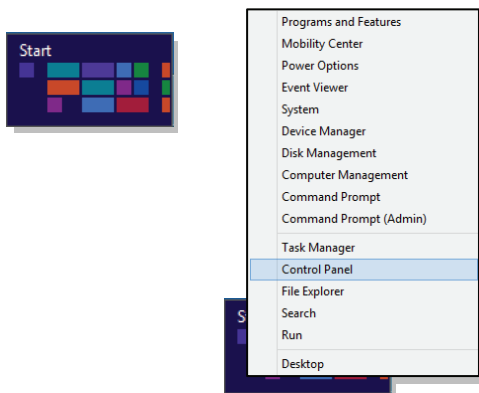 Start
Programs and Features
Mobility Center
Power Options
Event Viewer
System
Device Manager
Disk Management
Computer Management
Command Prompt
Command Prompt (Admin)
Task Manager
Control Panel
File Explorer
Search
Run
Desktop